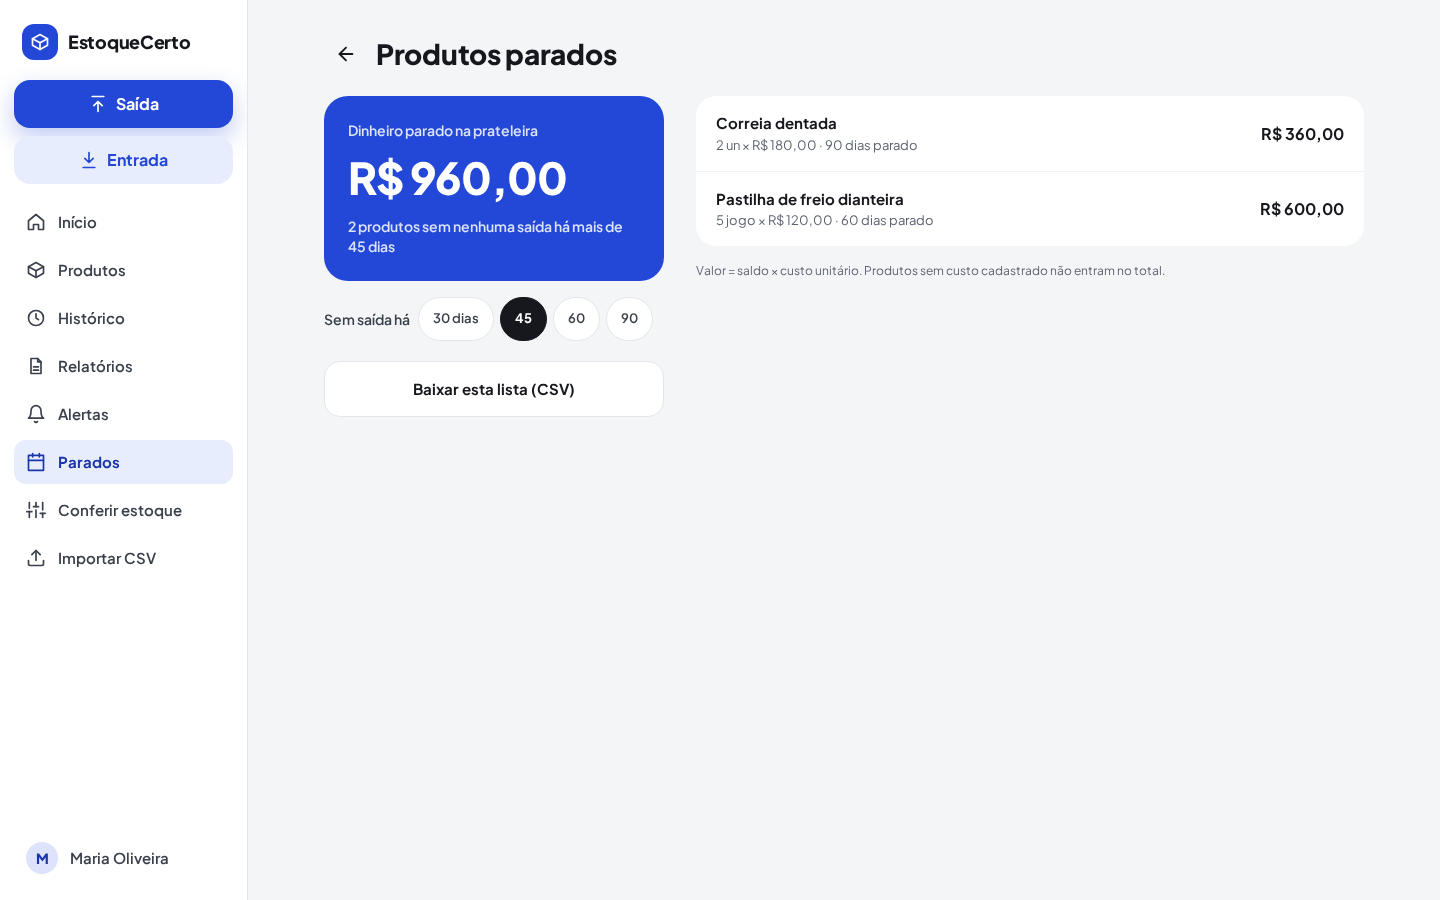 EstoqueCerto
Saída
Entrada
Início
Produtos
Histórico
Relatórios
Alertas
Parados
Conferir estoque
Importar CSV
M
Maria Oliveira
Produtos parados
Dinheiro parado na prateleira
R$ 960,00
2 produtos sem nenhuma saída há mais de
45 dias
Sem saída há
30 dias
45
60
90
Baixar esta lista (CSV)
Correia dentada
R$ 360,00
2 un × R$ 180,00 · 90 dias parado
Pastilha de freio dianteira
R$ 600,00
5 jogo × R$ 120,00 · 60 dias parado
Valor = saldo × custo unitário. Produtos sem custo cadastrado não entram no total.